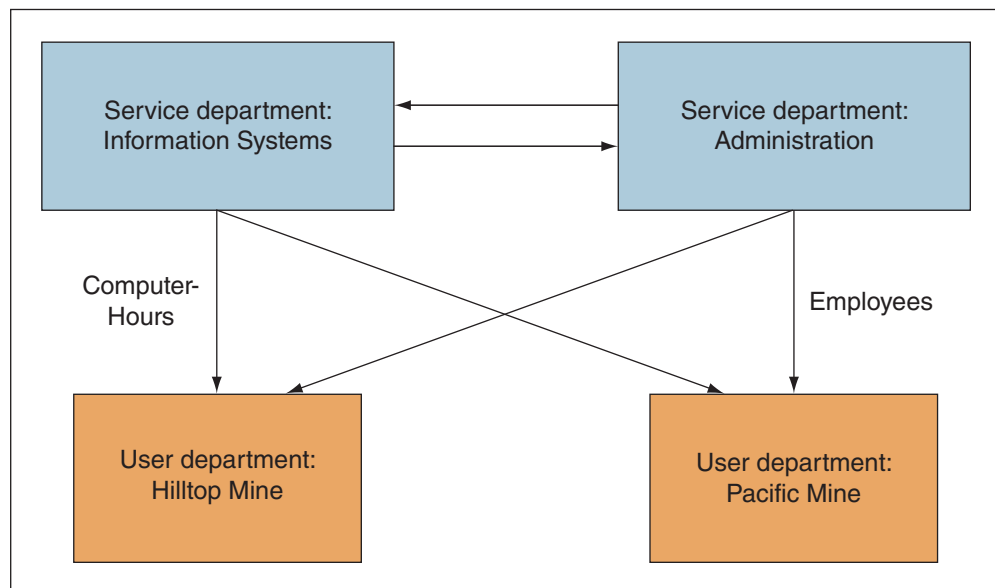 Service department:
Information Systems
Service department:
Administration
Computer-
Hours
Employees
User department:
Hilltop Mine
User department:
Pacific Mine